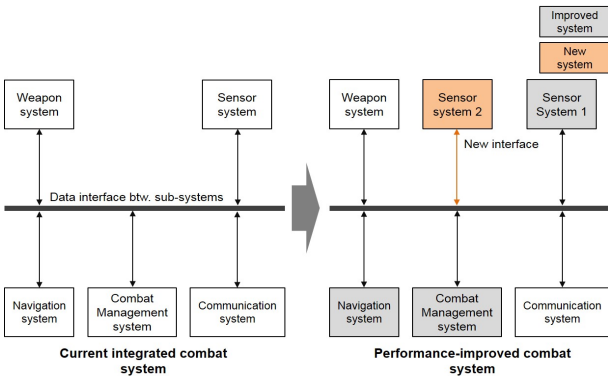 Improved
system
New
system
Weapon
system
Sensor
system
Weapon
system
Sensor
system 2
Sensor
System 1
New interface
Data interface btw. sub-systems
Navigation
system
Combat
Management
system
Communication
system
Navigation
system
Combat
Management
system
Communication
system
Current integrated combat
system
Performance-improved combat
system